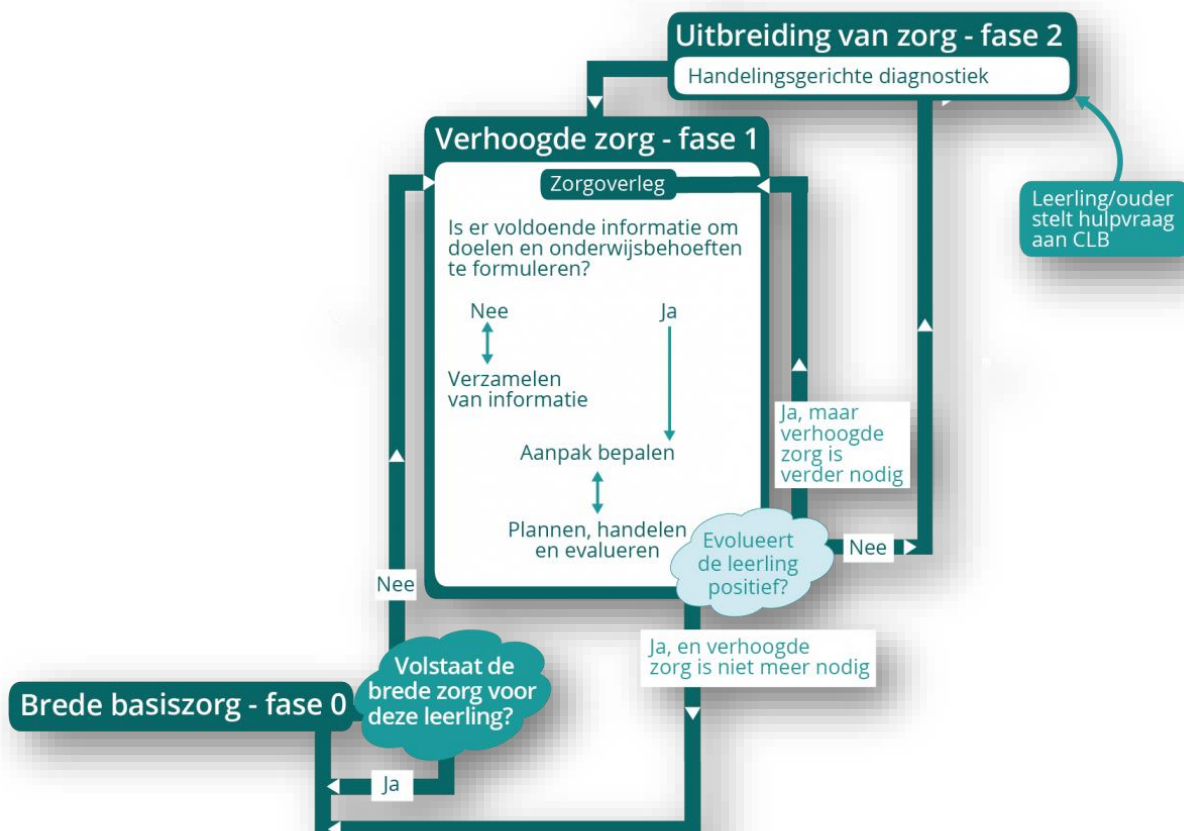 Uitbreiding van zorg - fase 2
Handelingsgerichte diagnostiek
Leerling/ouder
stelt hulpvraag
aan CLB
Verhoogde zorg - fase 1
Zorgoverleg
Is er voldoende informatie om
doelen en onderwijsbehoeften
te formuleren?
Nee
Ja
Verzamelen
van informatie
Aanpak bepalen
Plannen, handelen
en evalueren
Ja, maar
verhoogde
zorg is
verder nodig
Evolueert
de leerling
positief?
Nee
Nee
Ja, en verhoogde
zorg is niet meer nodig
Volstaat de
brede zorg voor
deze leerling?
Brede basiszorg - fase 0
Ja